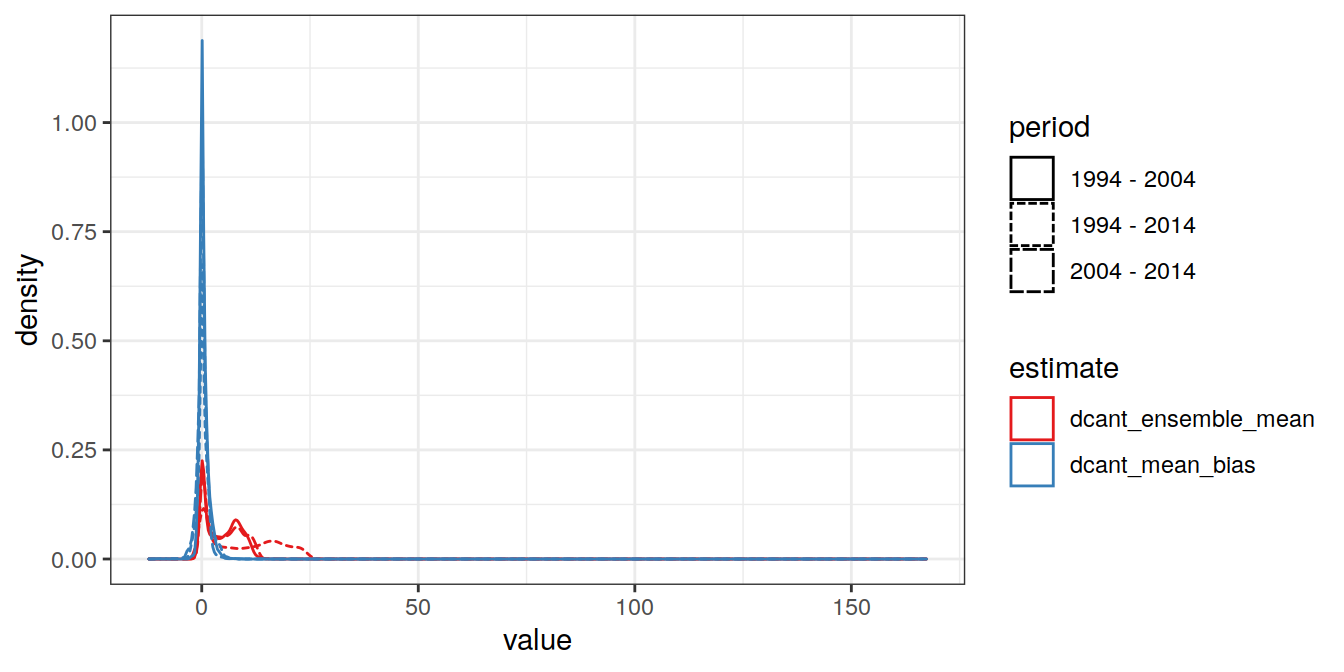 density
1.00
0.75
0.50
0.25
0.00
0
50
100
150
value
period
1994 - 2004
1994 - 2014
2004 - 2014
estimate
dcant_ensemble_mean
dcant_mean_bias